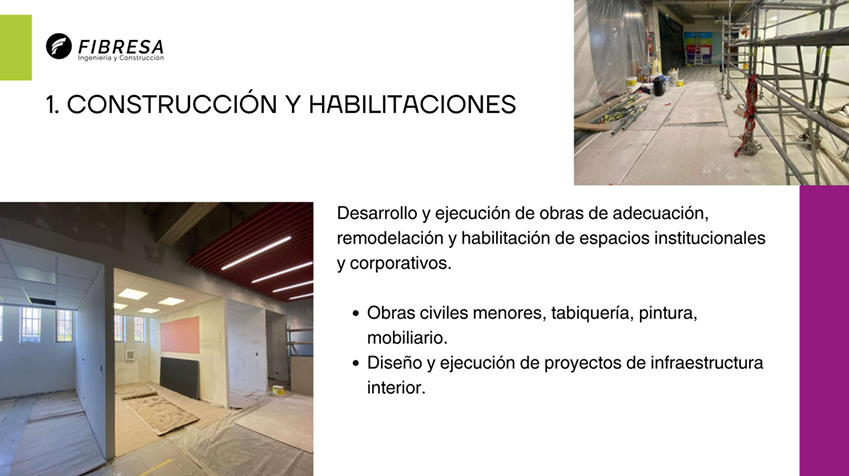 FIBRESA
Ingeniería y Construcción
1. CONSTRUCCIÓN Y HABILITACIONES
Desarrollo y ejecución de obras de adecuación,
remodelación y habilitación de espacios institucionales
y corporativos.
• Obras civiles menores, tabiquería, pintura,
mobiliario.
• Diseño y ejecución de proyectos de infraestructura
interior.